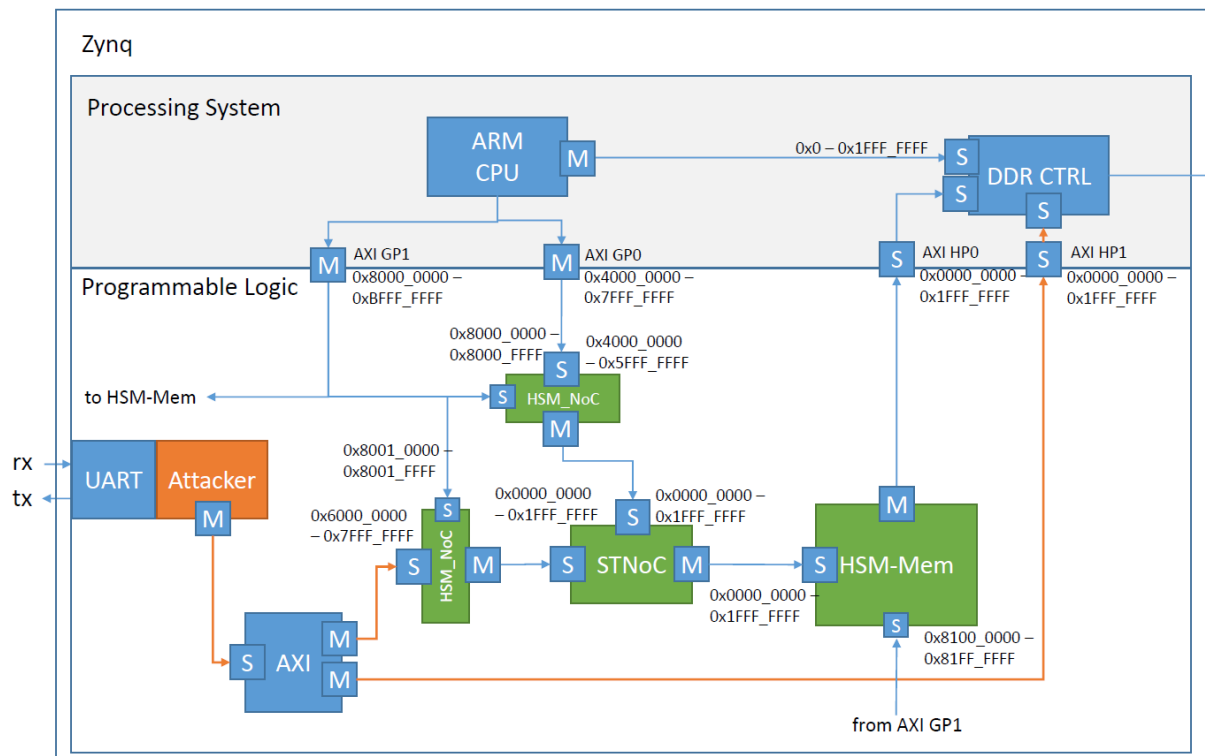 Zynq
Processing System
ARM
CPU
M
0x0 – 0x1FFF_FFFF
S
DDR CTRL
S
S
M
AXI GP1
0x8000_0000 –
0xBFFF_FFFF
M
AXI GP0
0x4000_0000 –
0x7FFF_FFFF
S
AXI HP0
0x0000_0000 –
0x1FFF_FFFF
S
AXI HP1
0x0000_0000 –
0x1FFF_FFFF
Programmable Logic
0x8000_0000 –
0x8000_FFFF
0x4000_0000
– 0x5FFF_FFFF
S
S
HSM_NoC
M
to HSM-Mem
0x8001_0000 –
0x8001_FFFF
rx
tx
UART
Attacker
M
0x6000_0000
– 0x7FFF_FFFF
S
S
HSM_NoC
M
0x0000_0000
– 0x1FFF_FFFF
0x0000_0000 –
0x1FFF_FFFF
S
S
STNoC
M
0x0000_0000 –
0x1FFF_FFFF
M
S
HSM-Mem
S
0x8100_0000 –
0x81FF_FFFF
S
AXI
M
M
from AXI GP1